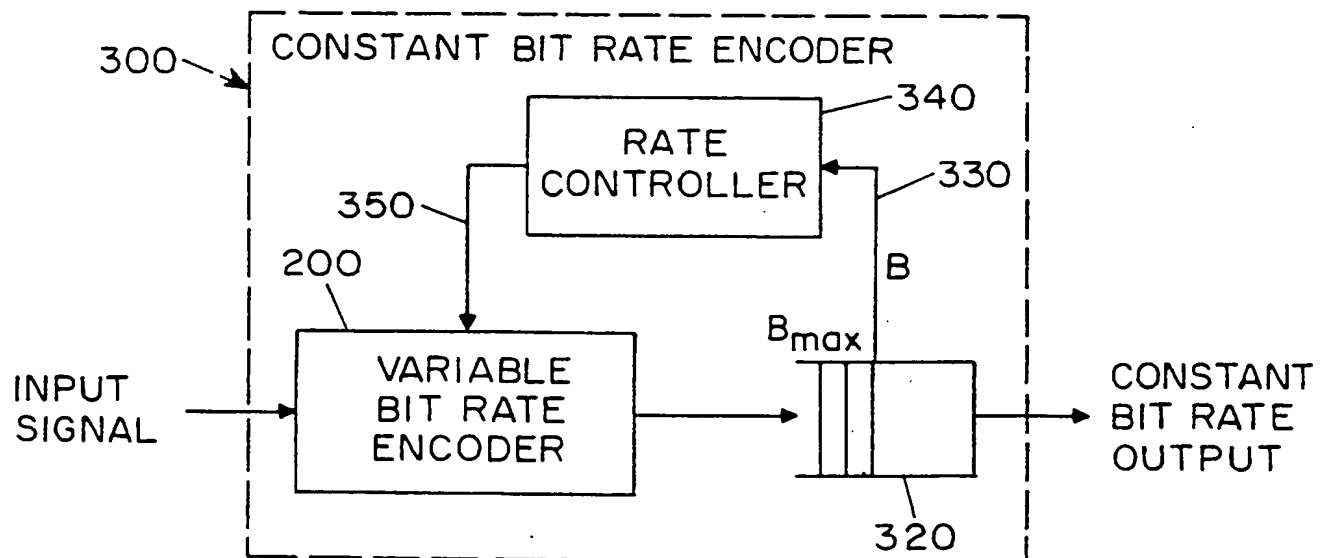 CONSTANT BIT RATE ENCODER
300
340
RATE
CONTROLLER
330
350
200
B
Bmax
VARIABLE
BIT RATE
ENCODER
INPUT
SIGNAL
CONSTANT
BIT RATE
OUTPUT
320